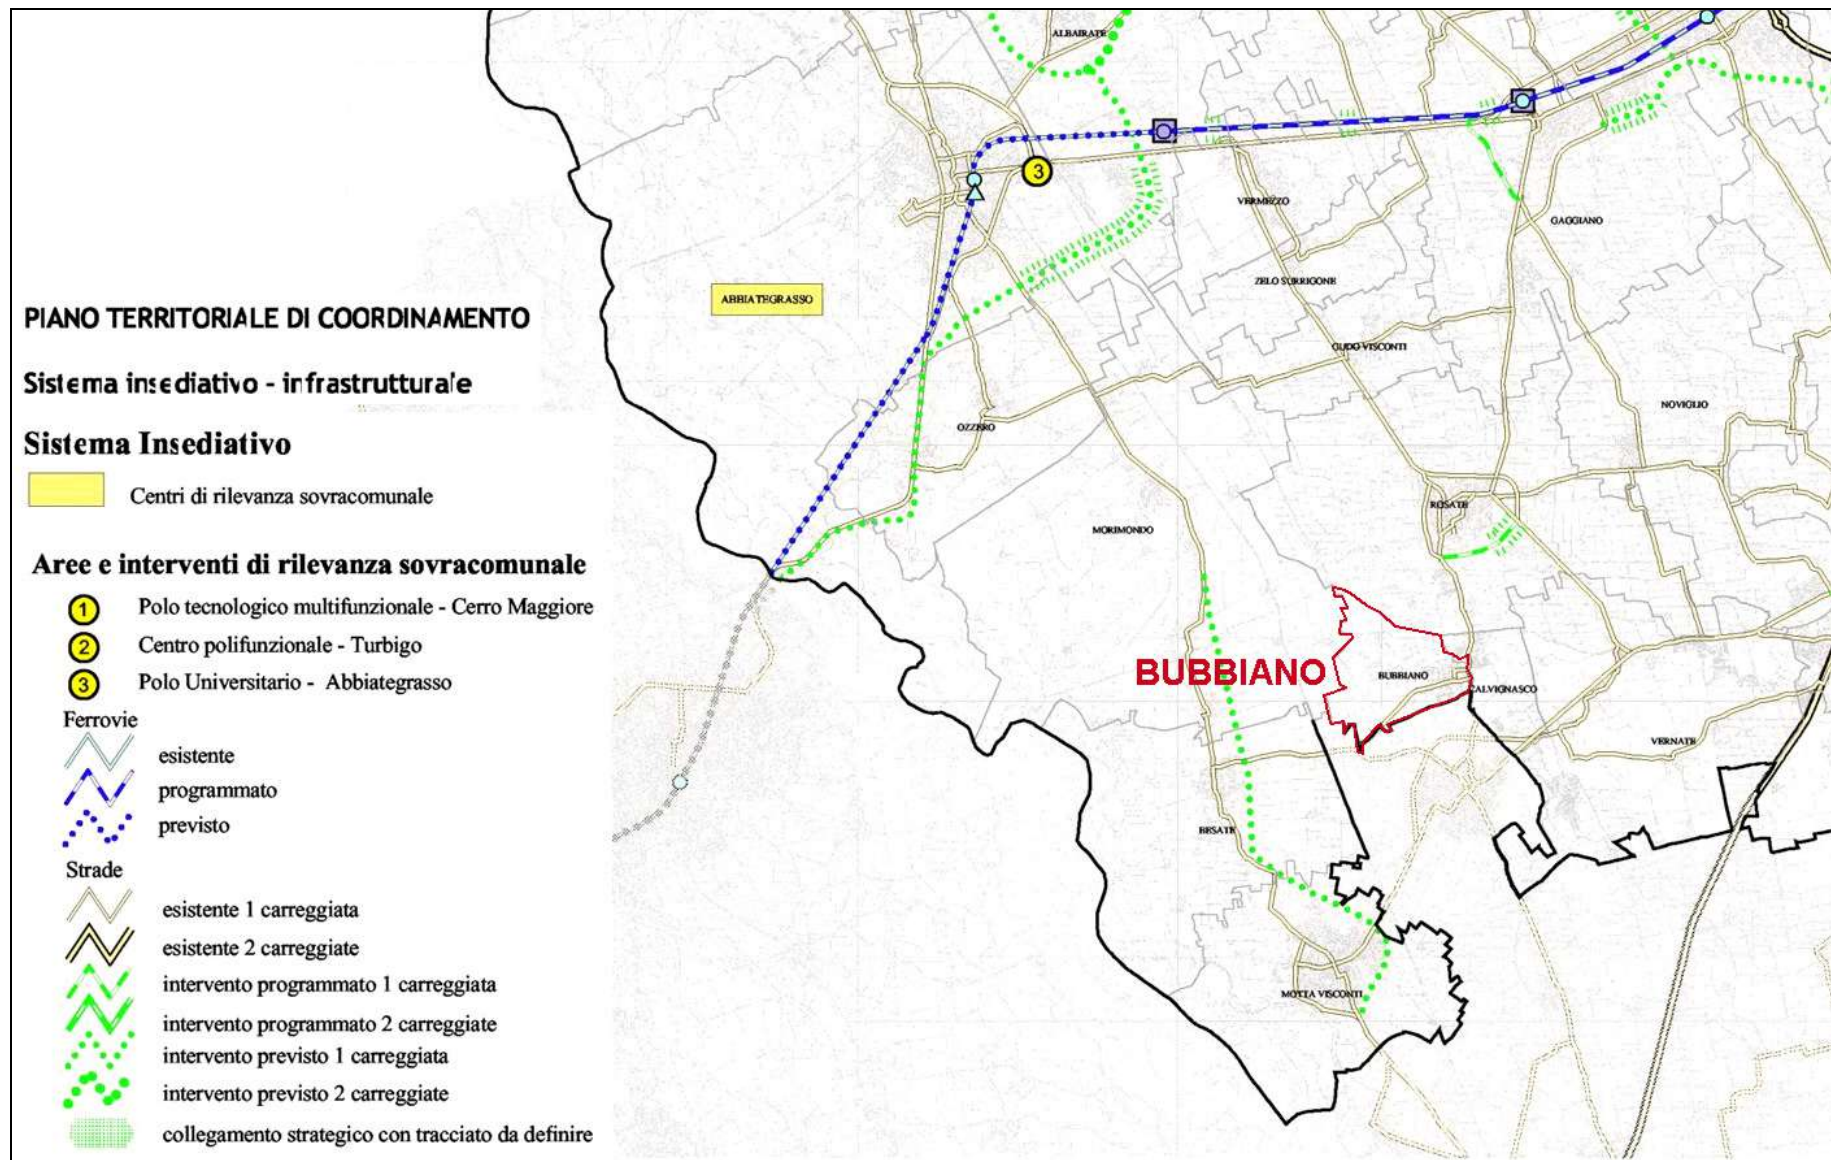 PIANO TERRITORIALE DI COORDINAMENTO
Sistema insediativo - infrastrutturale
Sistema Insediativo
Centri di rilevanza sovracomunale
Aree e interventi di rilevanza sovracomunale
1 Polo tecnologico multifunzionale - Cerro Maggiore
2 Centro polifunzionale - Turbigo
3 Polo Universitario - Abbiategrasso
Ferrovie
esistente
programmato
previsto
Strade
esistente 1 carreggiata
esistente 2 carreggiate
intervento programmato 1 carreggiata
intervento programmato 2 carreggiate
intervento previsto 1 carreggiata
intervento previsto 2 carreggiate
collegamento strategico con tracciato da definire
ALBAIRATE
3
VERMEZZO
GAGGIANO
ZELO SURRIGONE
ABBIATEGRASSO
GUDO VISCONTI
NOVIGLIO
OZZERO
ROSATE
MORIMONDO
BUBBIANO
BUBBIANO
CALVIGNASCO
VERNATE
BESATE
MOTTA VISCONTI